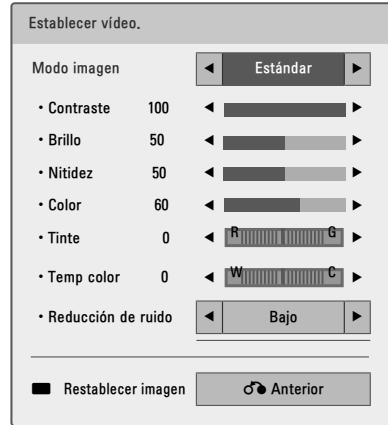 Establecer vídeo.
Modo imagen Estándar
• Contraste 100
• Brillo 50
• Nitidez 50
• Color 60
• Tinte 0 R G
• Temp color 0 W C
• Reducción de ruido Bajo
Restablecer imagen Anterior